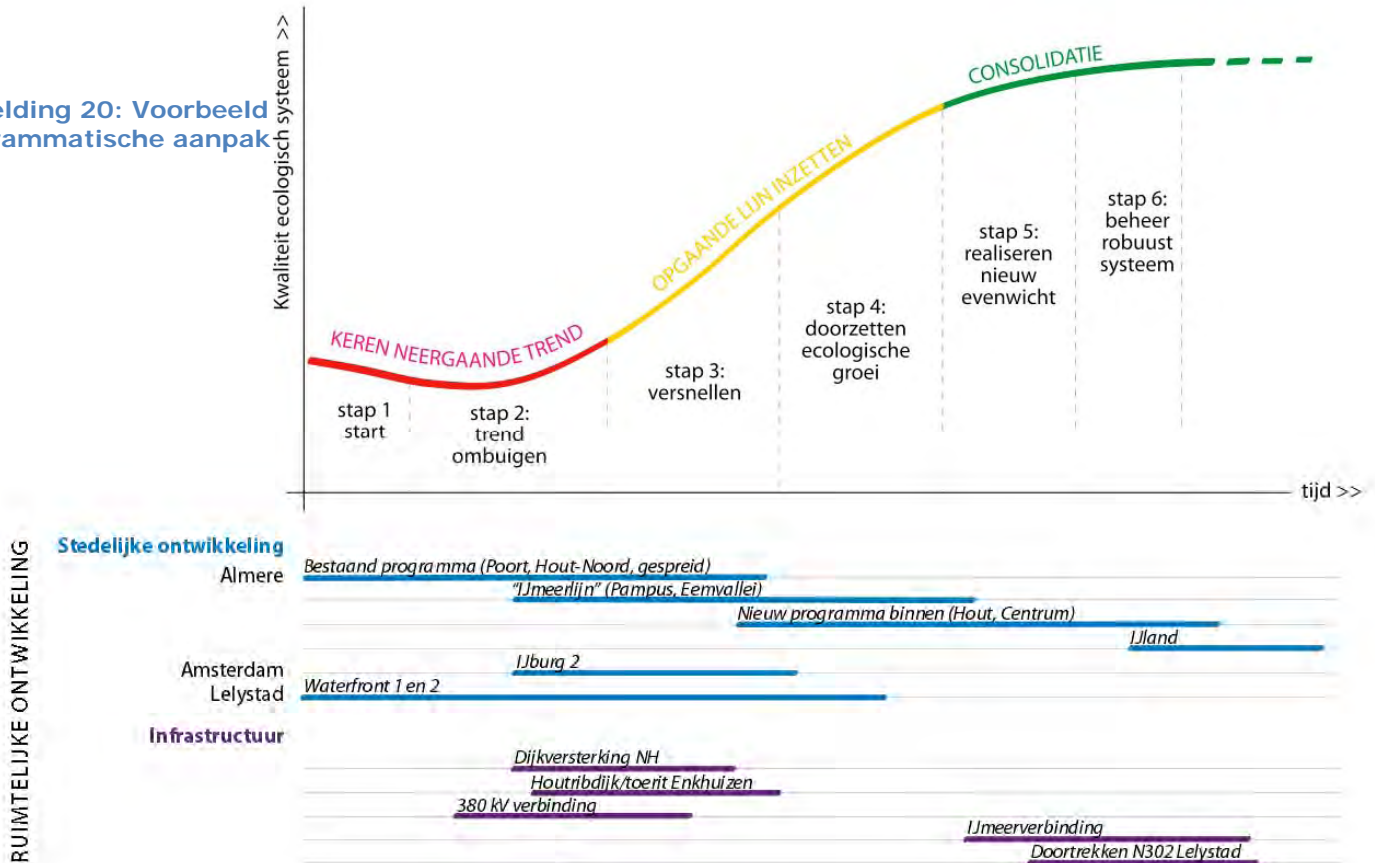 elding 20: Voorbeeld
rammatische aanpak
Kwaliteit ecologisch systeem >>
KEREN NEERGAANDE TREND
OPGAANDE LIJN INZETTEN
CONSOLIDATIE
stap 1
start
stap 2:
trend
ombuigen
stap 3:
versnellen
stap 4:
doorzetten
ecologische
groei
stap 5:
realiseren
nieuw
evenwicht
stap 6:
beheer
robuust
systeem
tijd >>
RUIMTELIJKE ONTWIKKELING
Stedelijke ontwikkeling
Almere
Bestaand programma (Poort, Hout-Noord, gespreid)
"IJmeerlijn" (Pampus, Eemvallei)
Nieuw programma binnen (Hout, Centrum)
IJland
Amsterdam
IJburg 2
Lelystad
Waterfront 1 en 2
Infrastructuur
Dijkversterking NH
Houtribdijk/toerit Enkhuizen
380 kV verbinding
IJmeerverbinding
Doortrekken N302 Lelystad